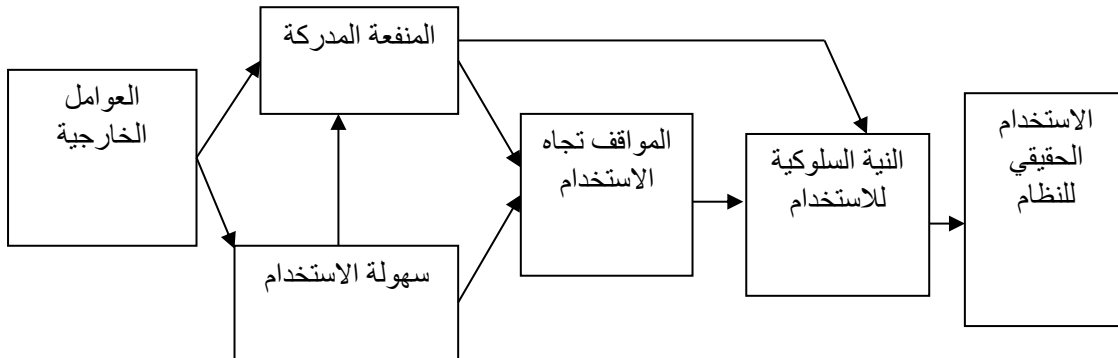 المنفعة المدركة
العوامل
الخارجية
سهولة الاستخدام
المواقف تجاه
الاستخدام
النية السلوكية
للاستخدام
الاستخدام
الحقيقي
للنظام